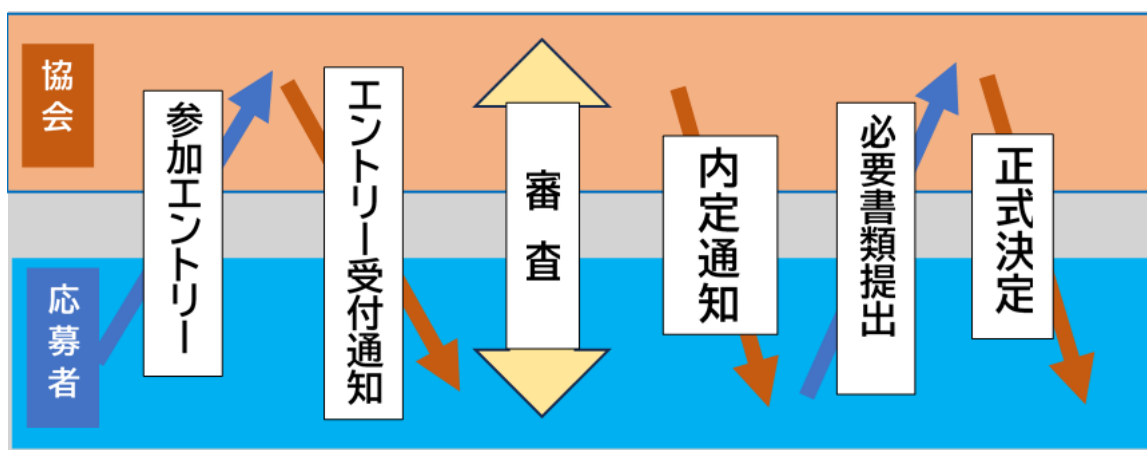 協会
応募者
参加エントリー
エントリー受付通知
審査
内定通知
必要書類提出
正式決定